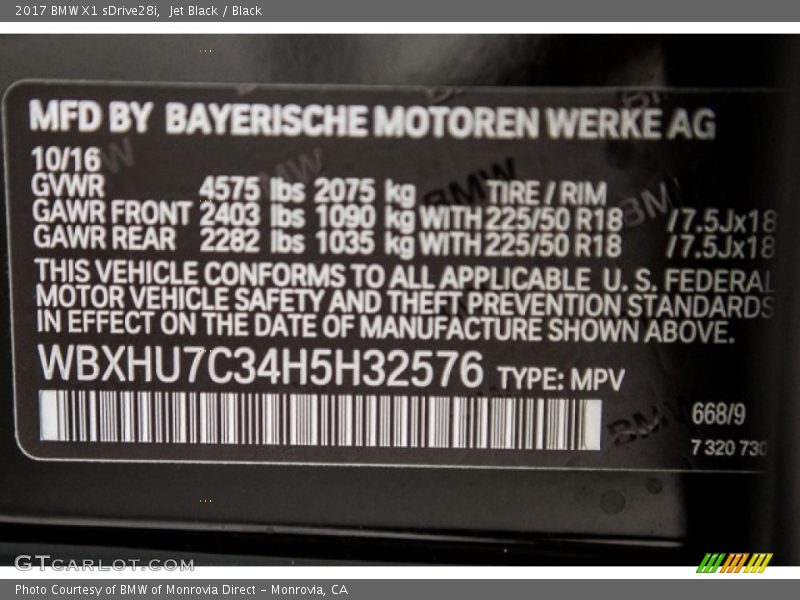 2017 BMW X1 sDrive28i,  Jet Black / Black
MFD BY BAYERISCHE MOTOREN WERKE AG
10/16
GVWR 4575 lbs 2075 kg TIRE / RIM
GAWR FRONT 2403 lbs 1090 kg WITH 225/50 R18 / 7.5Jx18
GAWR REAR 2282 lbs 1035 kg WITH 225/50 R18 / 7.5Jx18
THIS VEHICLE CONFORMS TO ALL APPLICABLE U. S. FEDERAL
MOTOR VEHICLE SAFETY AND THEFT PREVENTION STANDARDS
IN EFFECT ON THE DATE OF MANUFACTURE SHOWN ABOVE.
WBXHU7C34H5H32576 TYPE: MPV
668/9
7 320 730
GTCARLOT.COM
Photo Courtesy of BMW of Monrovia Direct - Monrovia, CA